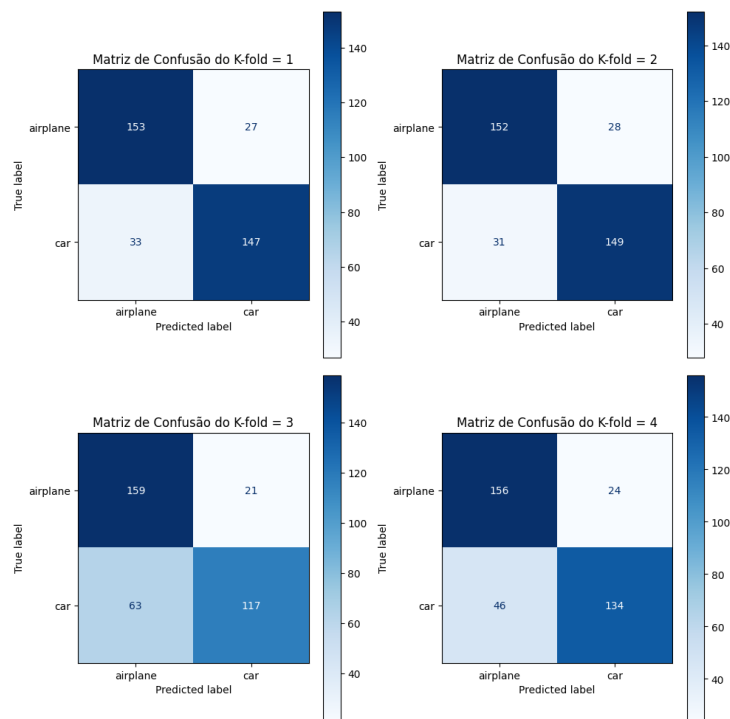 Matriz de Confusão do K-fold = 1
airplane
153
27
True label
car
33
147
airplane
car
Predicted label
140
120
100
80
60
40
Matriz de Confusão do K-fold = 2
airplane
152
28
True label
car
31
149
airplane
car
Predicted label
140
120
100
80
60
40
Matriz de Confusão do K-fold = 3
airplane
159
21
True label
car
63
117
airplane
car
Predicted label
140
120
100
80
60
40
Matriz de Confusão do K-fold = 4
airplane
156
24
True label
car
46
134
airplane
car
Predicted label
140
120
100
80
60
40